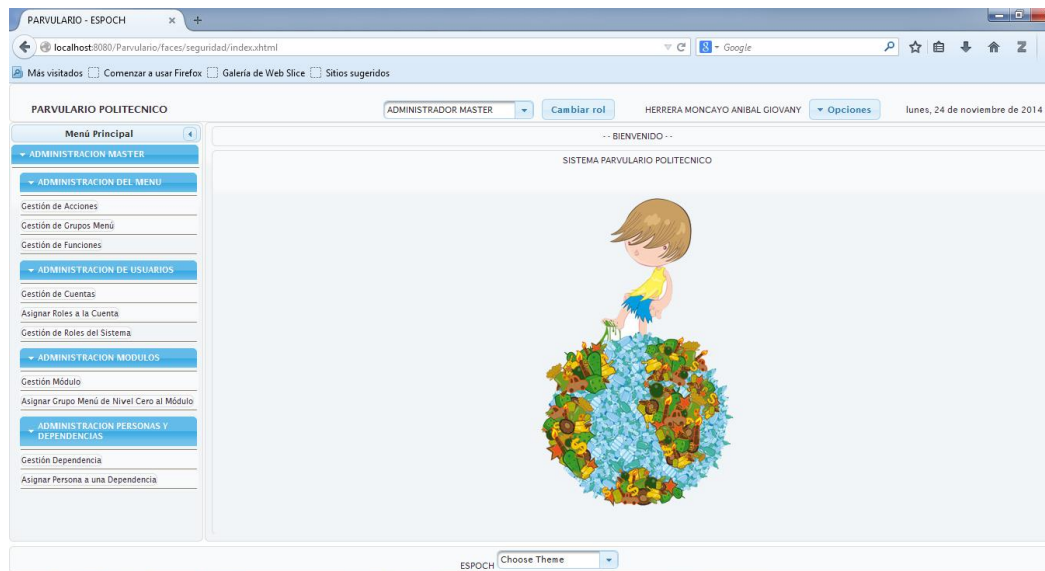 PARVULARIO - ESPOCH
localhost:8080/Parvulario/faces/seguridad/index.xhtml
Google
Más visitados Comenzar a usar Firefox Galería de Web Slice Sitios sugeridos
PARVULARIO POLITECNICO
ADMINISTRADOR MASTER
Cambiar rol
HERRERA MONCAYO ANIBAL GIOVANY
Opciones
lunes, 24 de noviembre de 2014
Menú Principal
ADMINISTRACION MASTER
ADMINISTRACION DEL MENU
Gestión de Acciones
Gestión de Grupos Menú
Gestión de Funciones
ADMINISTRACION DE USUARIOS
Gestión de Cuentas
Asignar Roles a la Cuenta
Gestión de Roles del Sistema
ADMINISTRACION MODULOS
Gestión Módulo
Asignar Grupo Menú de Nivel Cero al Módulo
ADMINISTRACION PERSONAS Y
DEPENDENCIAS
Gestión Dependencia
Asignar Persona a una Dependencia
- - BIENVENIDO - -
SISTEMA PARVULARIO POLITECNICO
ESPOCH Choose Theme